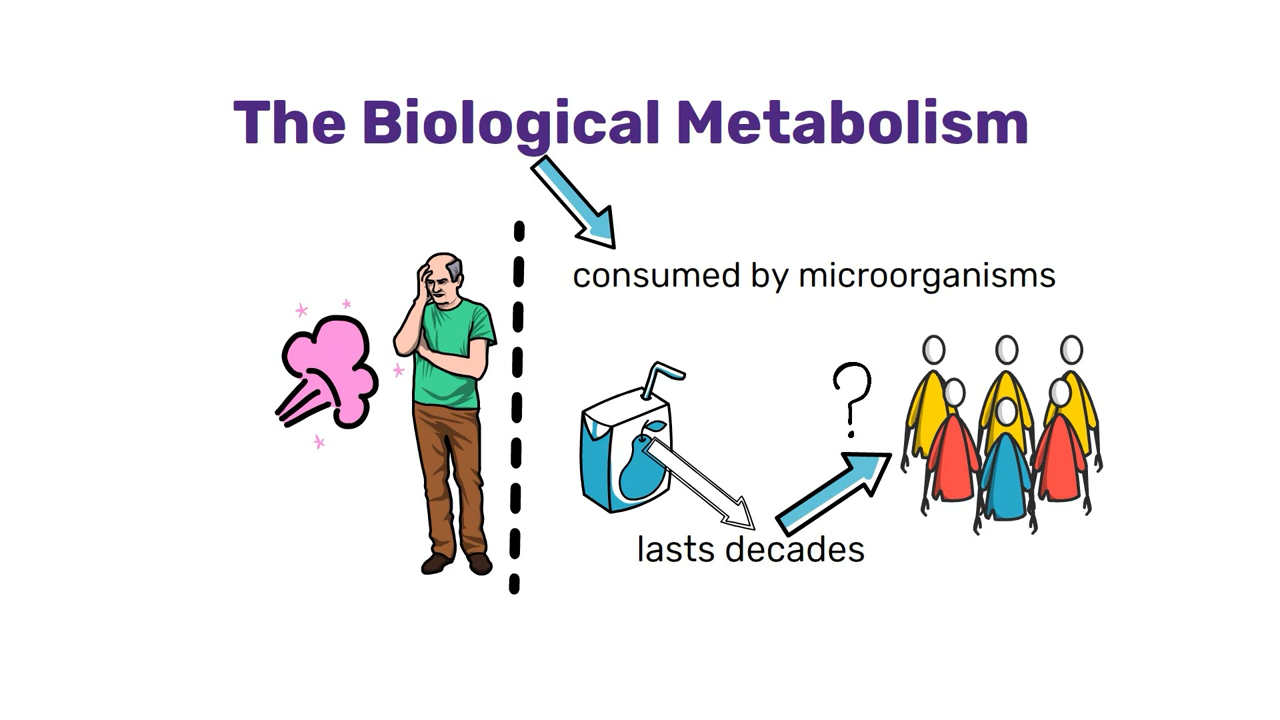 The Biological Metabolism
consumed by microorganisms
?
lasts decades